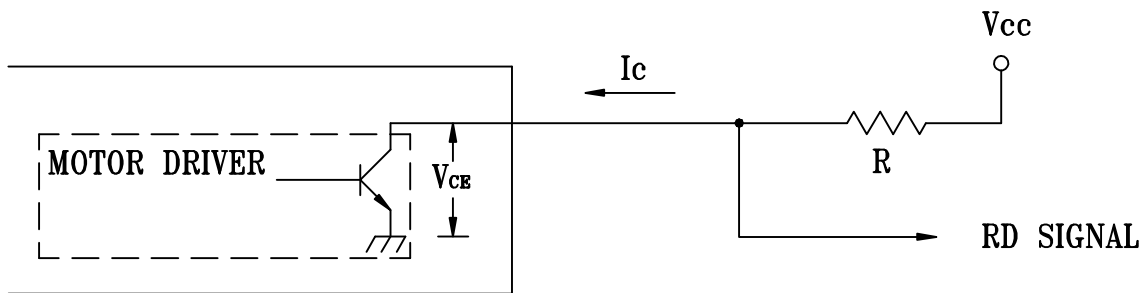 Vcc
Ic
MOTOR DRIVER
VCE
R
RD SIGNAL